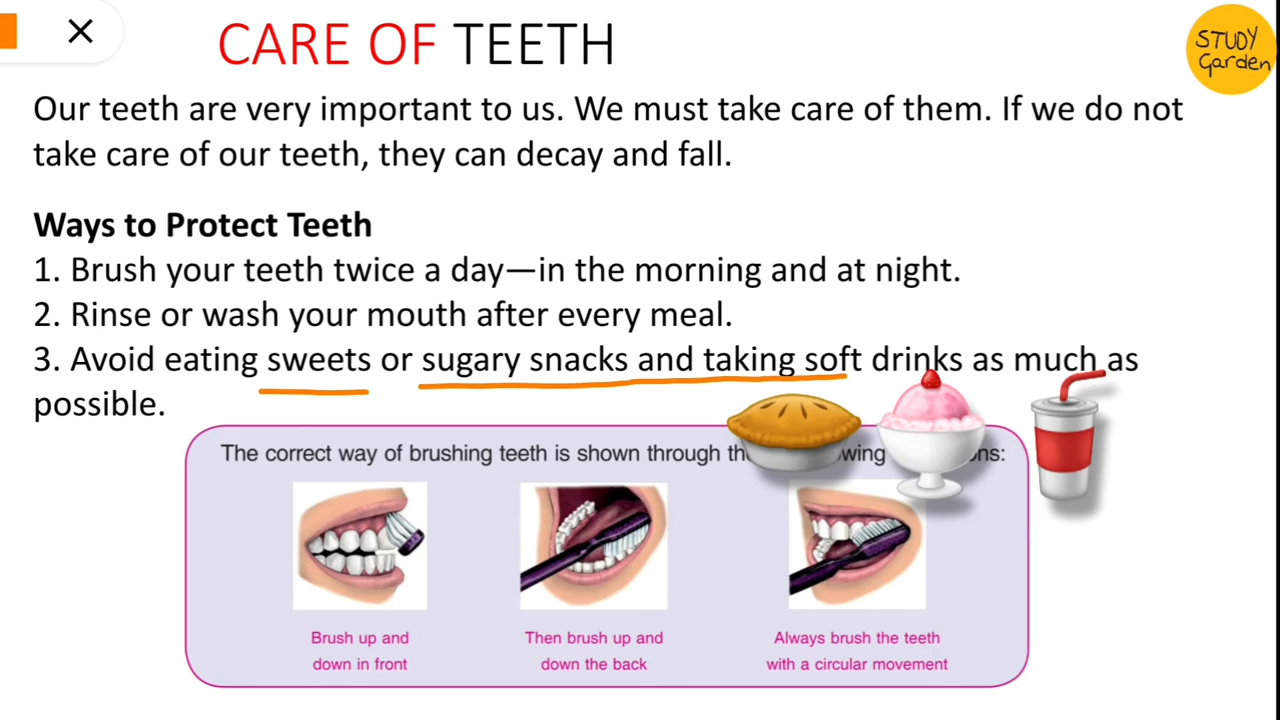 CARE OF TEETH
STUDY
Garden
Our teeth are very important to us. We must take care of them. If we do not
take care of our teeth, they can decay and fall.
Ways to Protect Teeth
1. Brush your teeth twice a day—in the morning and at night.
2. Rinse or wash your mouth after every meal.
3. Avoid eating sweets or sugary snacks and taking soft drinks as much as
possible.
The correct way of brushing teeth is shown through
Brush up and
down in front
Then brush up and
down the back
Always brush the teeth
with a circular movement